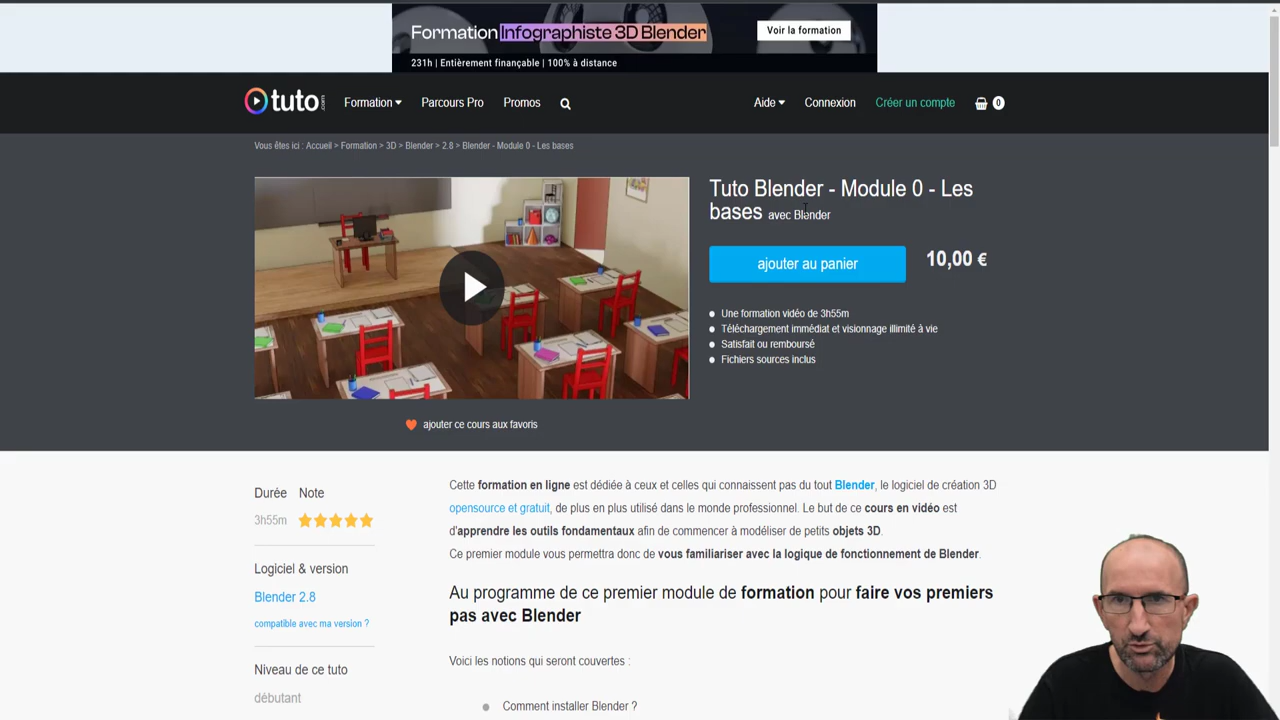 Formation Infographiste 3D Blender
Voir la formation
231h | Entièrement finançable | 100% à distance
tuto.com
Formation
Parcours Pro
Promos
Aide
Connexion
Créer un compte
0
Vous êtes ici : Accueil > Formation > 3D > Blender > 2.8 > Blender - Module 0 - Les bases
Tuto Blender - Module 0 - Les
bases avec Blender
ajouter au panier
10,00 €
Une formation vidéo de 3h55m
Téléchargement immédiat et visionnage illimité à vie
Satisfait ou remboursé
Fichiers sources inclus
ajouter ce cours aux favoris
Durée Note
3h55m
Logiciel & version
Blender 2.8
compatible avec ma version ?
Niveau de ce tuto
débutant
Cette formation en ligne est dédiée à ceux et celles qui connaissent pas du tout Blender, le logiciel de création 3D
opensource et gratuit, de plus en plus utilisé dans le monde professionnel. Le but de ce cours en vidéo est
d'apprendre les outils fondamentaux afin de commencer à modéliser de petits objets 3D.
Ce premier module vous permettra donc de vous familiariser avec la logique de fonctionnement de Blender.
Au programme de ce premier module de formation pour faire vos premiers
pas avec Blender
Voici les notions qui seront couvertes :
Comment installer Blender ?